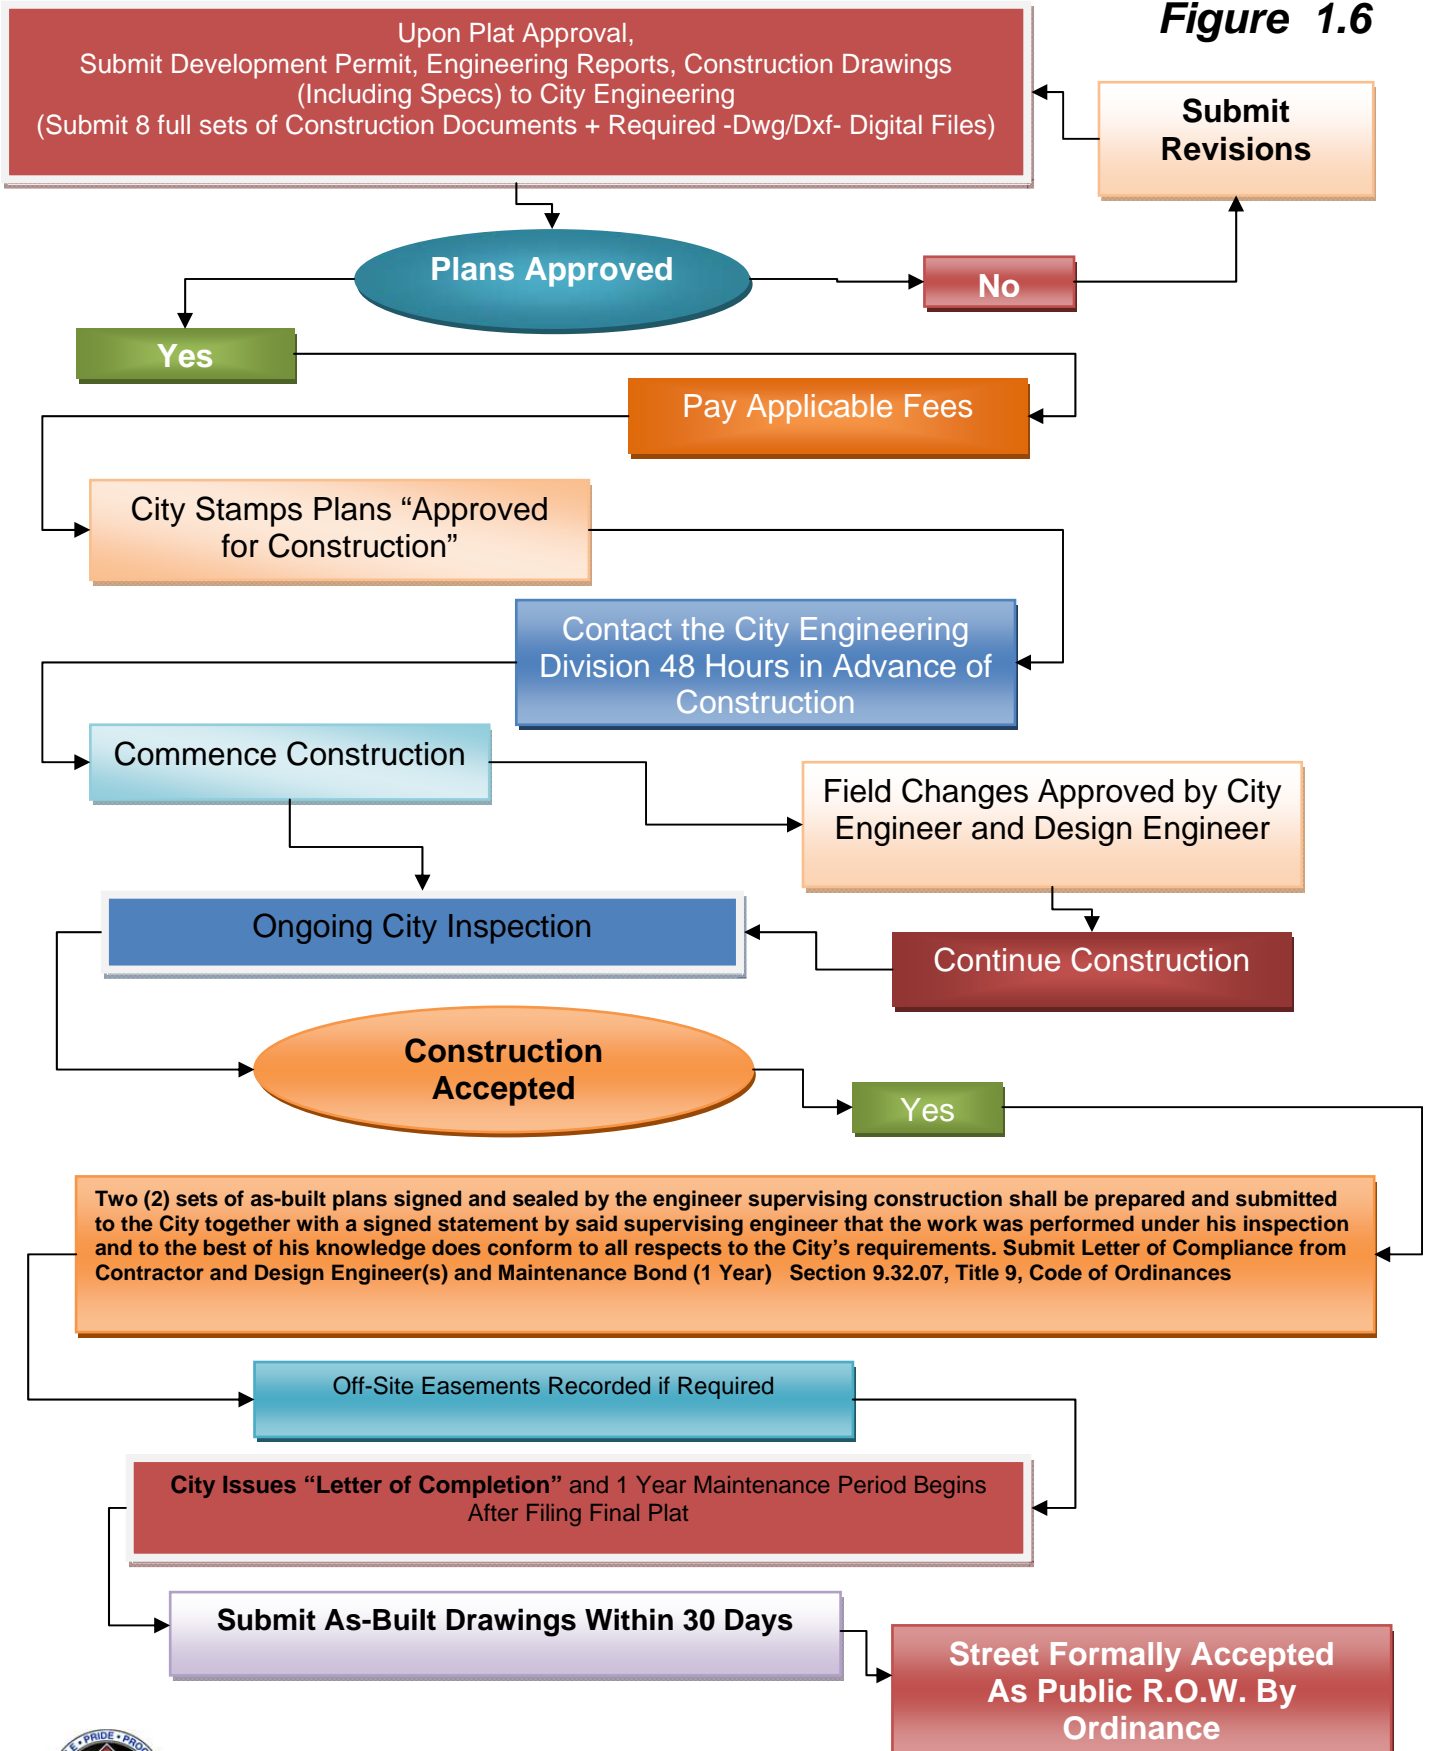 Figure 1.6
Upon Plat Approval,
Submit Development Permit, Engineering Reports, Construction Drawings
(Including Specs) to City Engineering
(Submit 8 full sets of Construction Documents + Required -Dwg/Dxf- Digital Files)
Submit
Revisions
Plans Approved
No
Yes
Pay Applicable Fees
City Stamps Plans “Approved
for Construction”
Contact the City Engineering
Division 48 Hours in Advance of
Construction
Commence Construction
Field Changes Approved by City
Engineer and Design Engineer
Ongoing City Inspection
Continue Construction
Construction
Accepted
Yes
Two (2) sets of as-built plans signed and sealed by the engineer supervising construction shall be prepared and submitted
to the City together with a signed statement by said supervising engineer that the work was performed under his inspection
and to the best of his knowledge does conform to all respects to the City’s requirements. Submit Letter of Compliance from
Contractor and Design Engineer(s) and Maintenance Bond (1 Year) Section 9.32.07, Title 9, Code of Ordinances
Off-Site Easements Recorded if Required
City Issues “Letter of Completion” and 1 Year Maintenance Period Begins
After Filing Final Plat
Submit As-Built Drawings Within 30 Days
Street Formally Accepted
As Public R.O.W. By
Ordinance
PRIDE